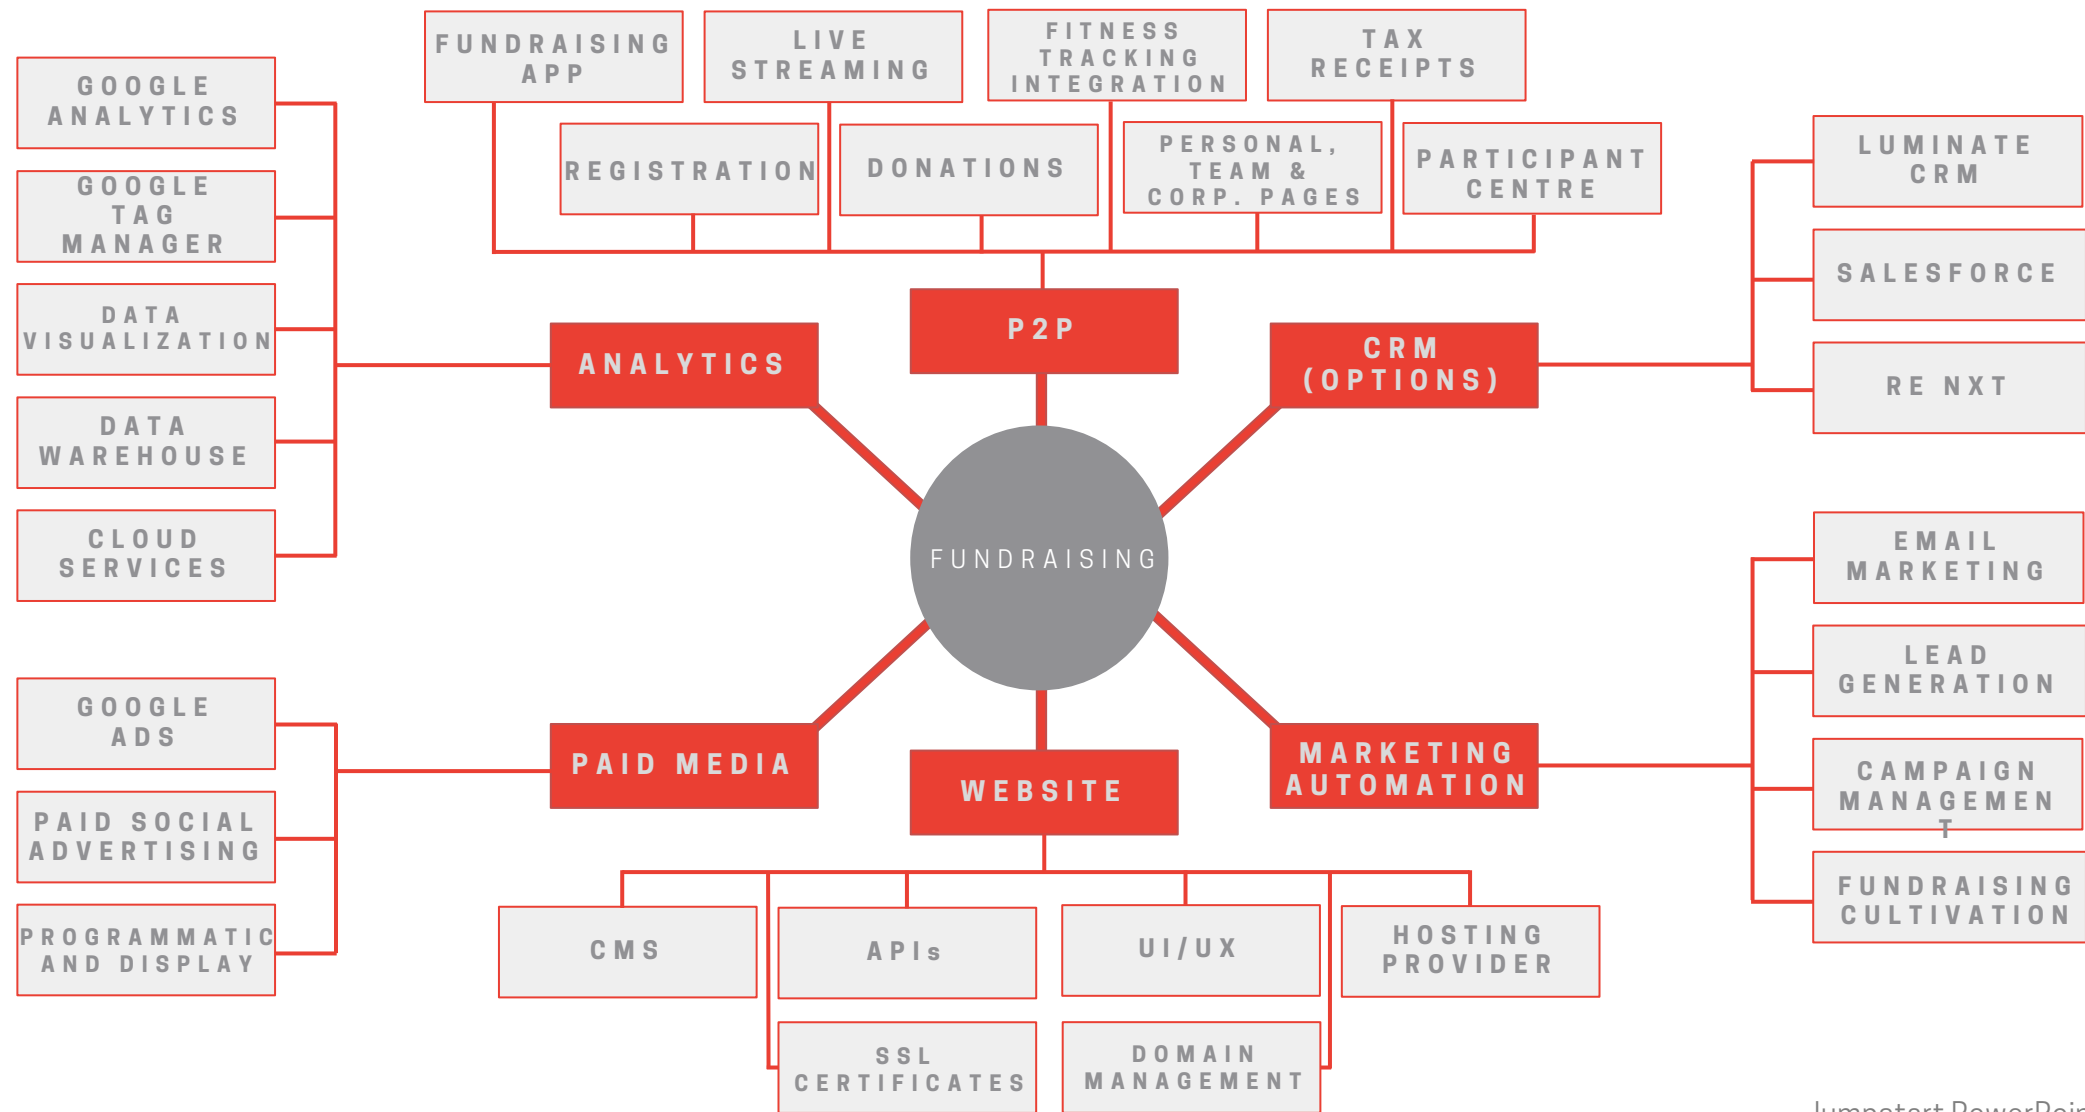 FUNDRAISING
APP
LIVE
STREAMING
FITNESS
TRACKING
INTEGRATION
TAX
RECEIPTS
REGISTRATION
DONATIONS
PERSONAL,
TEAM &
CORP. PAGES
PARTICIPANT
CENTRE
GOOGLE
ANALYTICS
GOOGLE
TAG
MANAGER
DATA
VISUALIZATION
DATA
WAREHOUSE
CLOUD
SERVICES
ANALYTICS
P2P
CRM
(OPTIONS)
LUMINATE
CRM
SALESFORCE
RE NXT
FUNDRAISING
GOOGLE
ADS
PAID SOCIAL
ADVERTISING
PROGRAMMATIC
AND DISPLAY
PAID MEDIA
WEBSITE
MARKETING
AUTOMATION
EMAIL
MARKETING
LEAD
GENERATION
CAMPAIGN
MANAGEMEN
T
FUNDRAISING
CULTIVATION
CMS
APIs
UI/UX
HOSTING
PROVIDER
SSL
CERTIFICATES
DOMAIN
MANAGEMENT